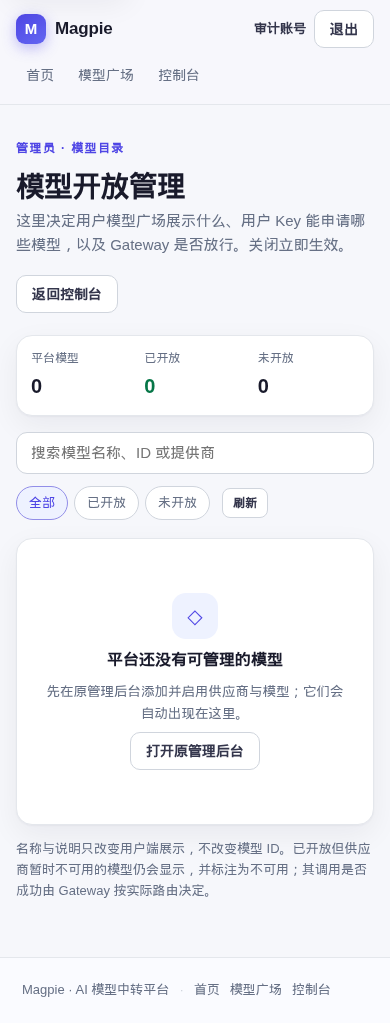 M Magpie 审计账号 退出
首页 模型广场 控制台
管理员 · 模型目录
模型开放管理
这里决定用户模型广场展示什么、用户 Key 能申请哪
些模型，以及 Gateway 是否放行。关闭立即生效。
返回控制台
平台模型 已开放 未开放
0 0 0
搜索模型名称、ID 或提供商
全部 已开放 未开放 刷新
平台还没有可管理的模型
先在原管理后台添加并启用供应商与模型；它们会
自动出现在这里。
打开原管理后台
名称与说明只改变用户端展示，不改变模型 ID。已开放但供应
商暂时不可用的模型仍会显示，并标注为不可用；其调用是否
成功由 Gateway 按实际路由决定。
Magpie · AI 模型中转平台 · 首页 模型广场 控制台